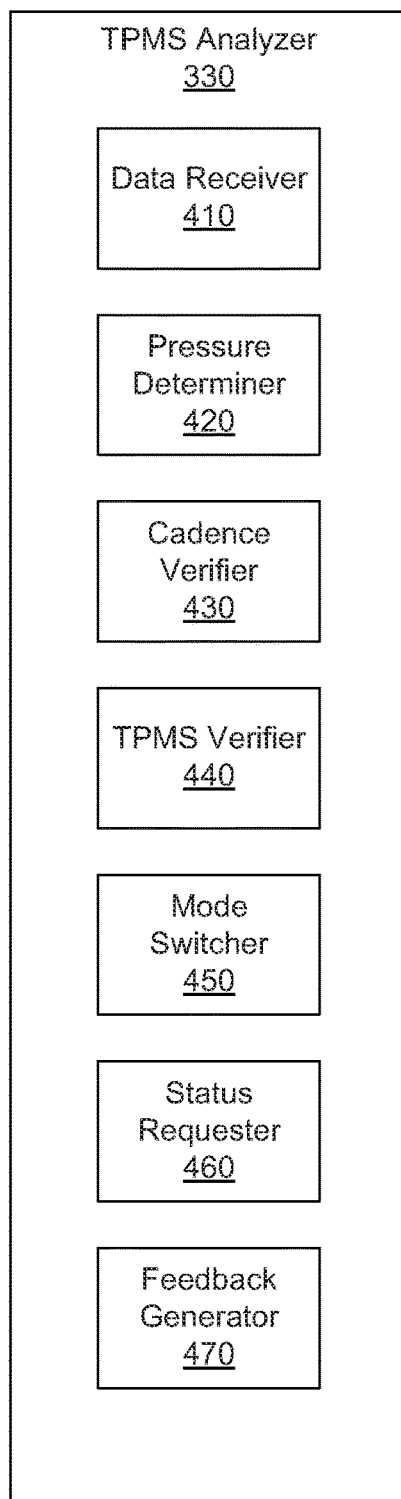 TPMS Analyzer
330
Data Receiver
410
Pressure
Determiner
420
Cadence
Verifier
430
TPMS Verifier
440
Mode
Switcher
450
Status
Requester
460
Feedback
Generator
470